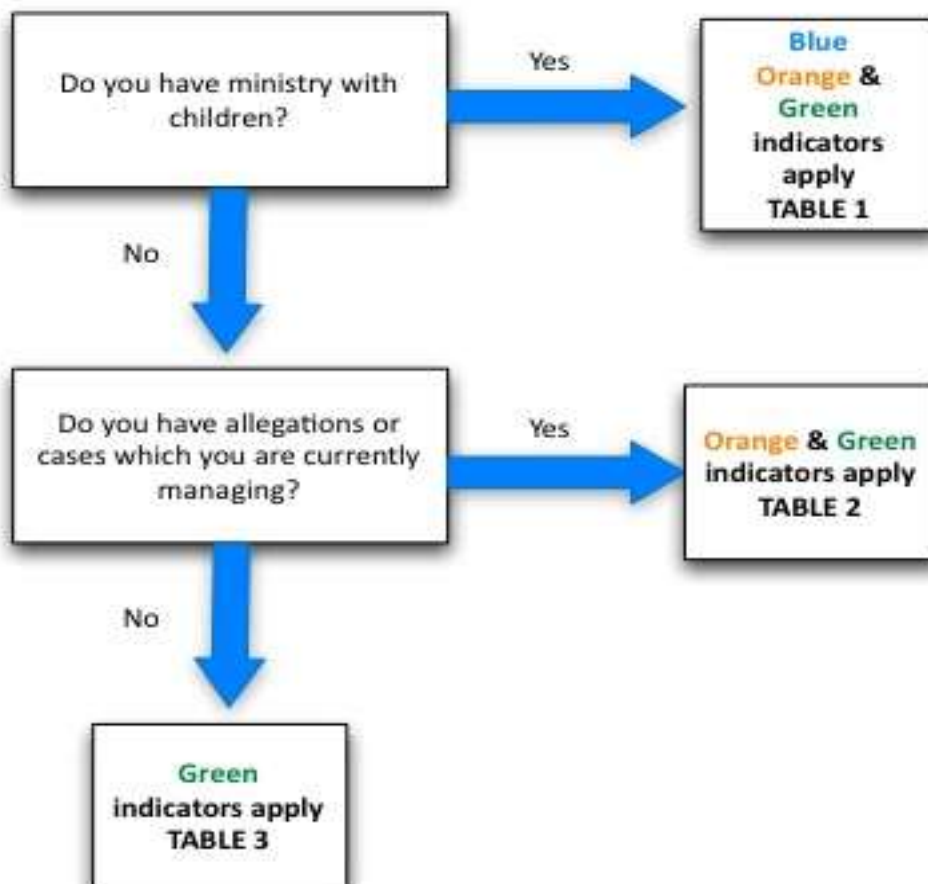 Do you have ministry with
children?
Yes
Blue
Orange &
Green
indicators
apply
TABLE 1
No
Do you have allegations or
cases which you are currently
managing?
Yes
Orange & Green
indicators apply
TABLE 2
No
Green
indicators apply
TABLE 3